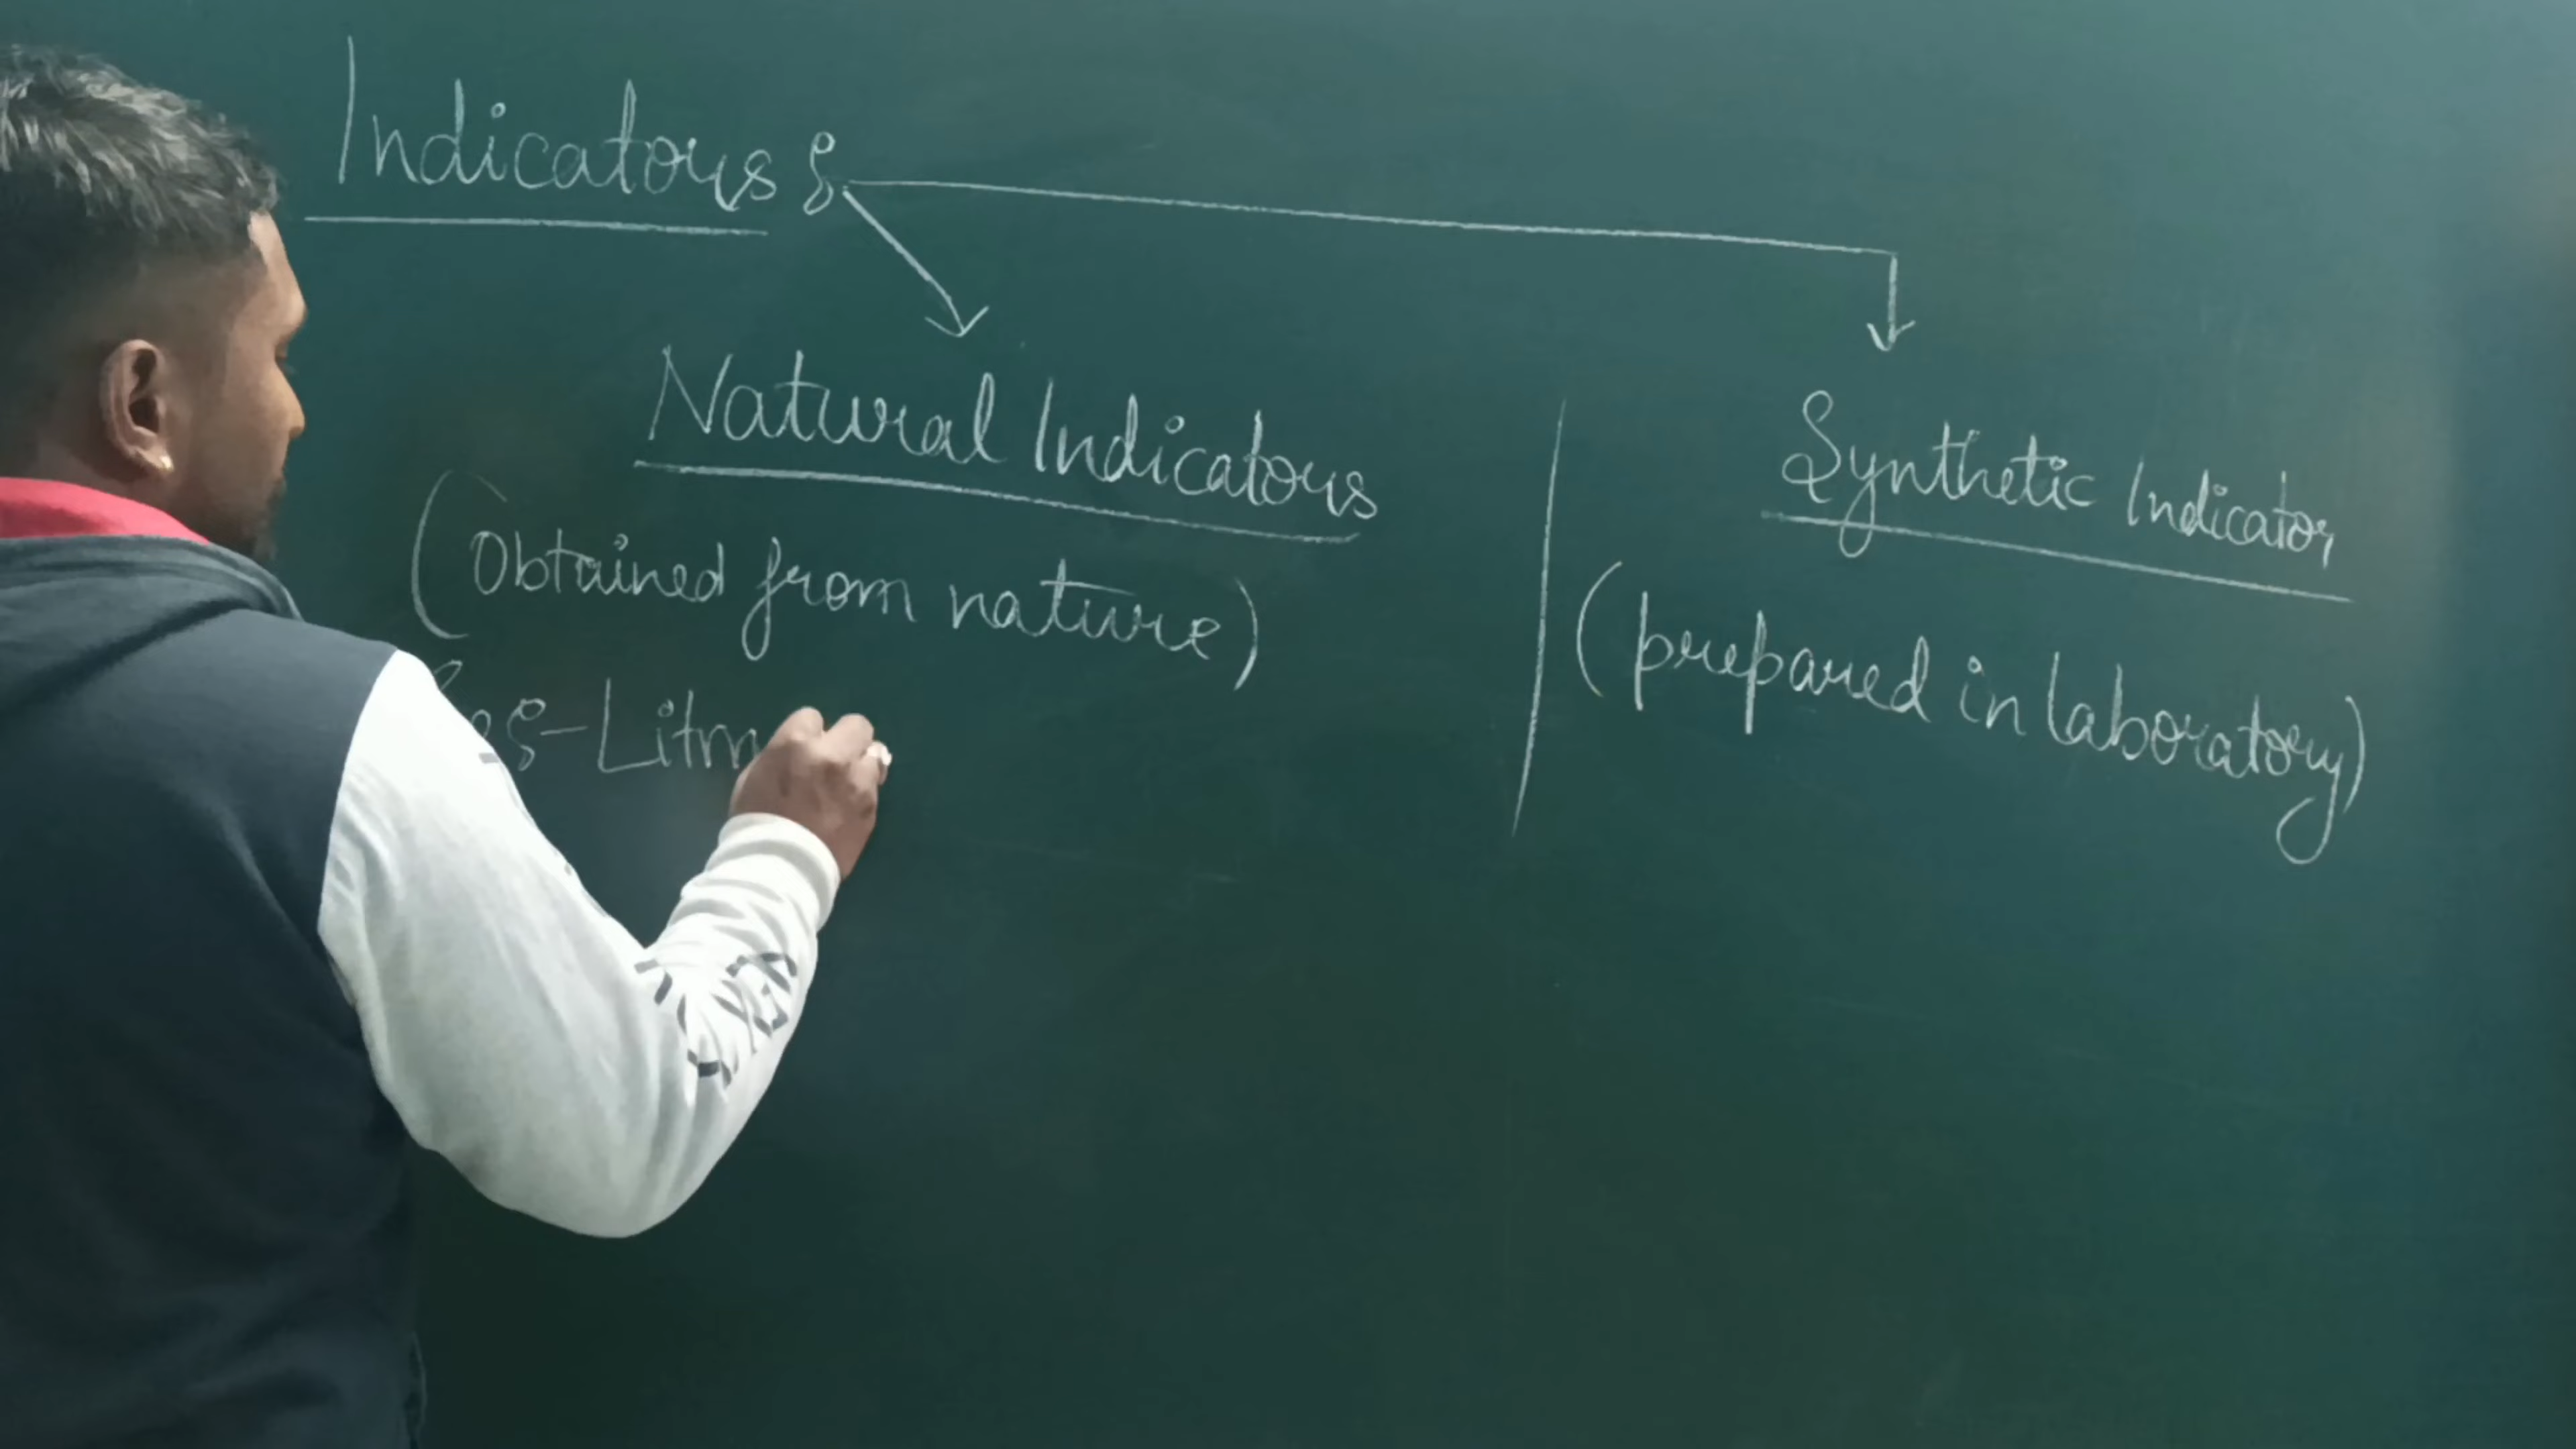 Indicators :
Natural Indicators
Synthetic Indicator
(Obtained from nature)
(prepared in laboratory)
:- Litm